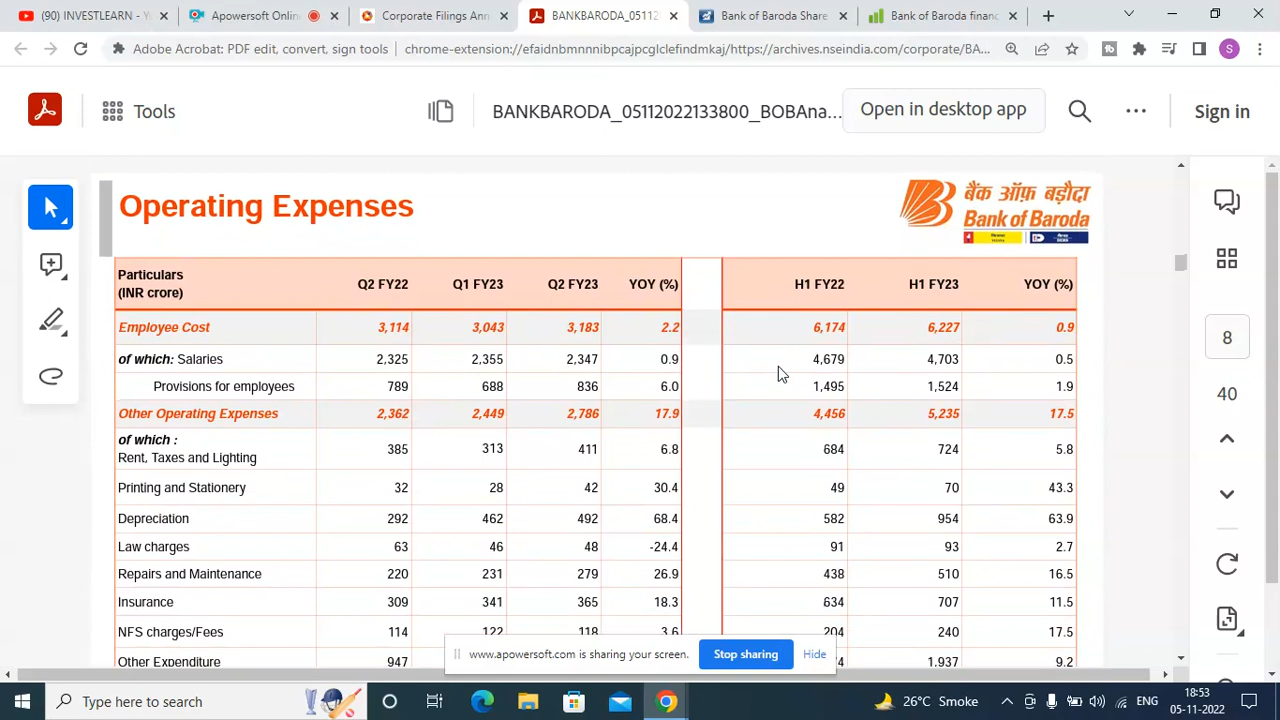 (90) INVESTLEARN - Yo
Apowersoft Onlin
Corporate Filings Ann
BANKBARODA_05112
Bank of Baroda Share
Bank of Baroda financ
Adobe Acrobat: PDF edit, convert, sign tools
chrome-extension://efaidnbmnnnibpcajpcglclefindmkaj/https://archives.nseindia.com/corporate/BA...
S
Tools
BANKBARODA_05112022133800_BOBAna...
Open in desktop app
Sign in
Operating Expenses
बैंक ऑफ़ बड़ौदा
Bank of Baroda
Particulars
(INR crore) Q2 FY22 Q1 FY23 Q2 FY23 YOY (%) H1 FY22 H1 FY23 YOY (%)
Employee Cost 3,114 3,043 3,183 2.2 6,174 6,227 0.9
of which: Salaries 2,325 2,355 2,347 0.9 4,679 4,703 0.5
Provisions for employees 789 688 836 6.0 1,495 1,524 1.9
Other Operating Expenses 2,362 2,449 2,786 17.9 4,456 5,235 17.5
of which :
Rent, Taxes and Lighting 385 313 411 6.8 684 724 5.8
Printing and Stationery 32 28 42 30.4 49 70 43.3
Depreciation 292 462 492 68.4 582 954 63.9
Law charges 63 46 48 -24.4 91 93 2.7
Repairs and Maintenance 220 231 279 26.9 438 510 16.5
Insurance 309 341 365 18.3 634 707 11.5
NFS charges/Fees 114 122 118 3.6 204 240 17.5
Other Expenditure 947 1,937 9.2
8
40
www.apowersoft.com is sharing your screen.
Stop sharing
Hide
Type here to search
26°C Smoke
ENG
18:53
05-11-2022